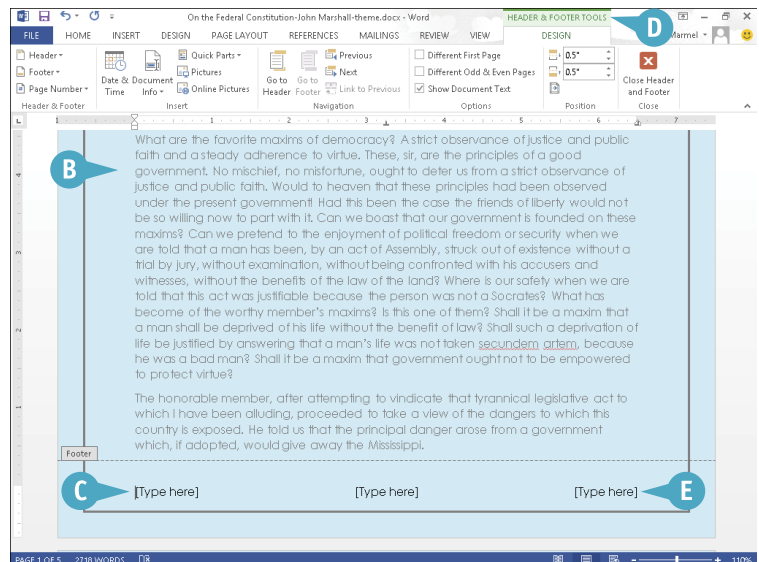 On the Federal Constitution-John Marshall-theme.docx - Word
HEADER & FOOTER TOOLS
D
FILE HOME INSERT DESIGN PAGE LAYOUT REFERENCES MAILINGS REVIEW VIEW DESIGN Marmel
Header
Footer
Page Number
Header & Footer
Date & Time
Document Info
Quick Parts
Pictures
Online Pictures
Insert
Go to Header
Go to Footer
Previous
Next
Link to Previous
Navigation
Different First Page
Different Odd & Even Pages
Show Document Text
Options
0.5"
0.5"
Position
Close Header and Footer
Close
L
1 1 2 3 4 5 6 7
B
What are the favorite maxims of democracy? A strict observance of justice and public
faith and a steady adherence to virtue. These, sir, are the principles of a good
government. No mischief, no misfortune, ought to deter us from a strict observance of
justice and public faith. Would to heaven that these principles had been observed
under the present government! Had this been the case the friends of liberty would not
be so willing now to part with it. Can we boast that our government is founded on these
maxims? Can we pretend to the enjoyment of political freedom or security when we
are told that a man has been, by an act of Assembly, struck out of existence without a
trial by jury, without examination, without being confronted with his accusers and
witnesses, without the benefits of the law of the land? Where is our safety when we are
told that this act was justifiable because the person was not a Socrates? What has
become of the worthy member's maxims? Is this one of them? Shall it be a maxim that
a man shall be deprived of his life without the benefit of law? Shall such a deprivation of
life be justified by answering that a man's life was not taken secundem artem, because
he was a bad man? Shall it be a maxim that government ought not to be empowered
to protect virtue?
The honorable member, after attempting to vindicate that tyrannical legislative act to
which I have been alluding, proceeded to take a view of the dangers to which this
country is exposed. He told us that the principal danger arose from a government
which, if adopted, would give away the Mississippi.
4
3
2
1
Footer
C [Type here] [Type here] [Type here] E
PAGE 1 OF 5 2718 WORDS 110%